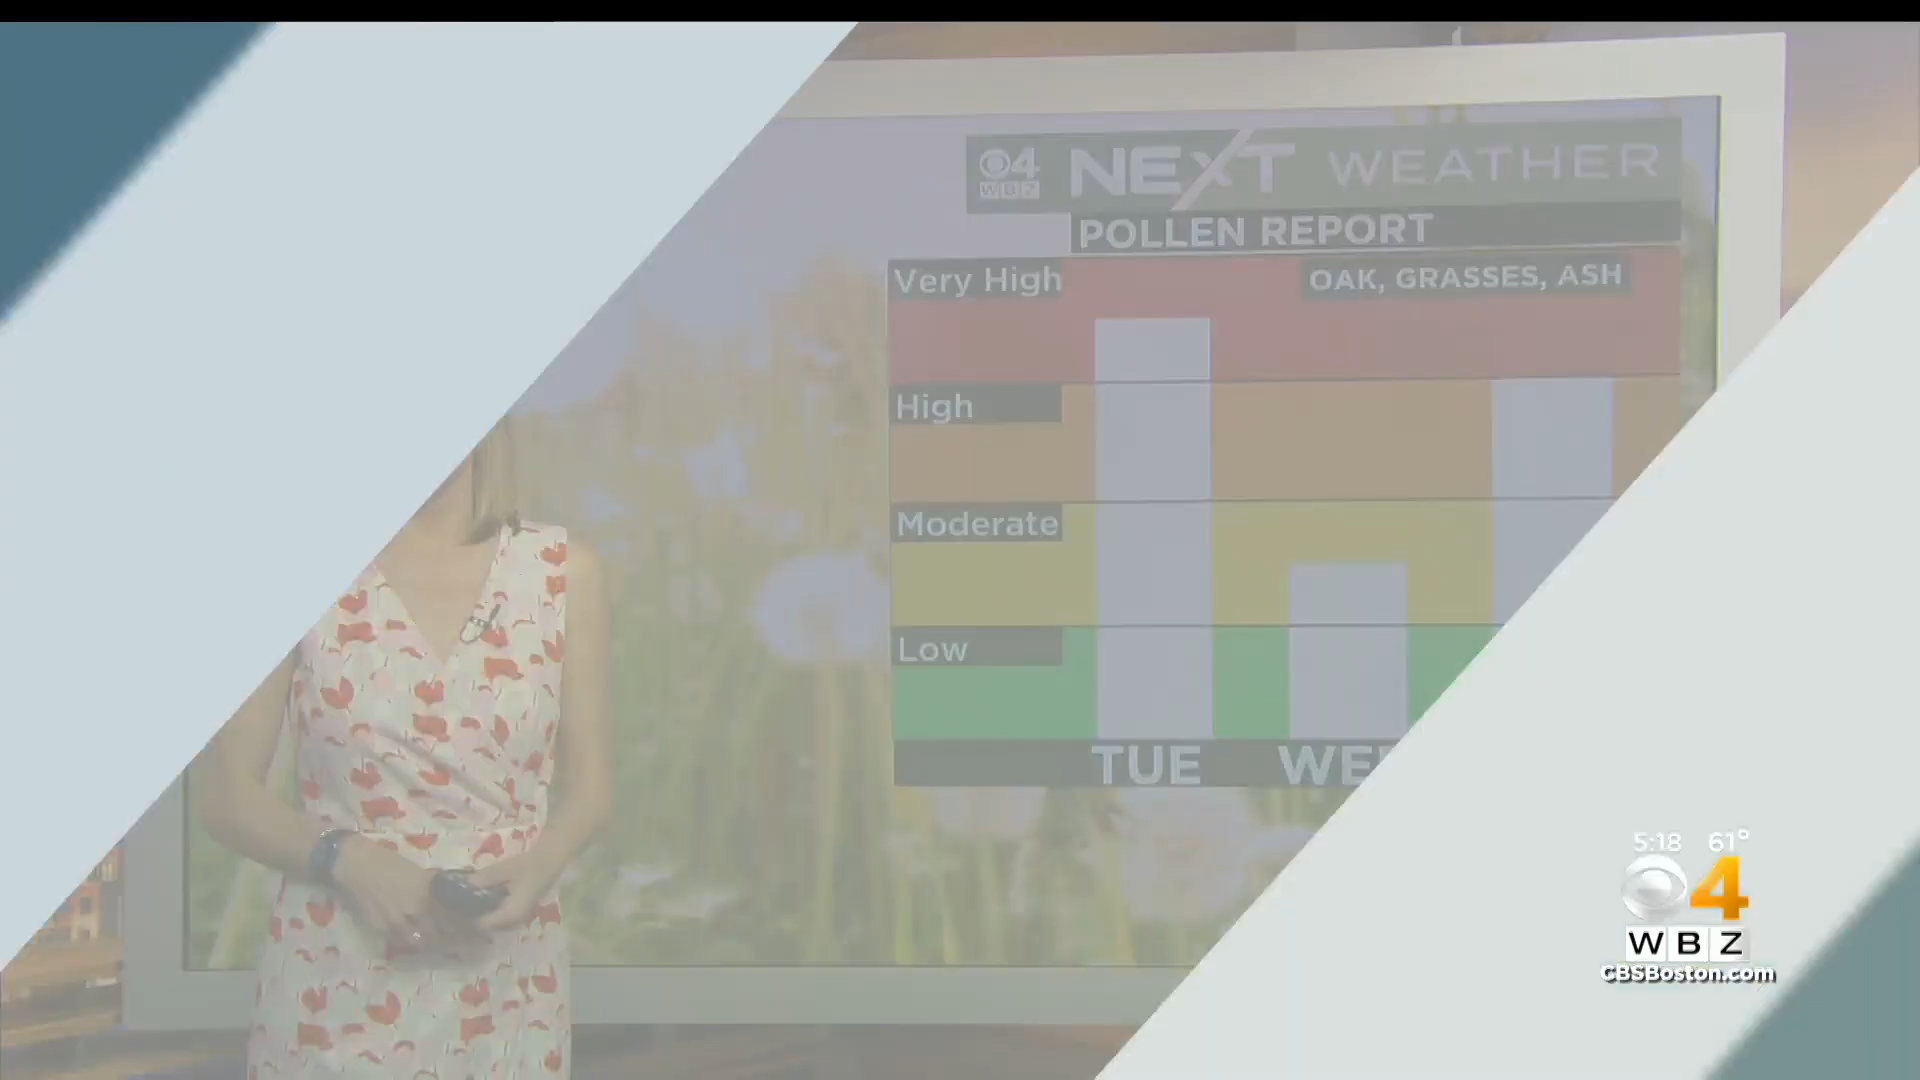 4 NEXT WEATHER
WBZ
POLLEN REPORT
Very High
OAK, GRASSES, ASH
High
Moderate
Low
TUE
5:18 61°
4
WBZ
CBSBoston.com